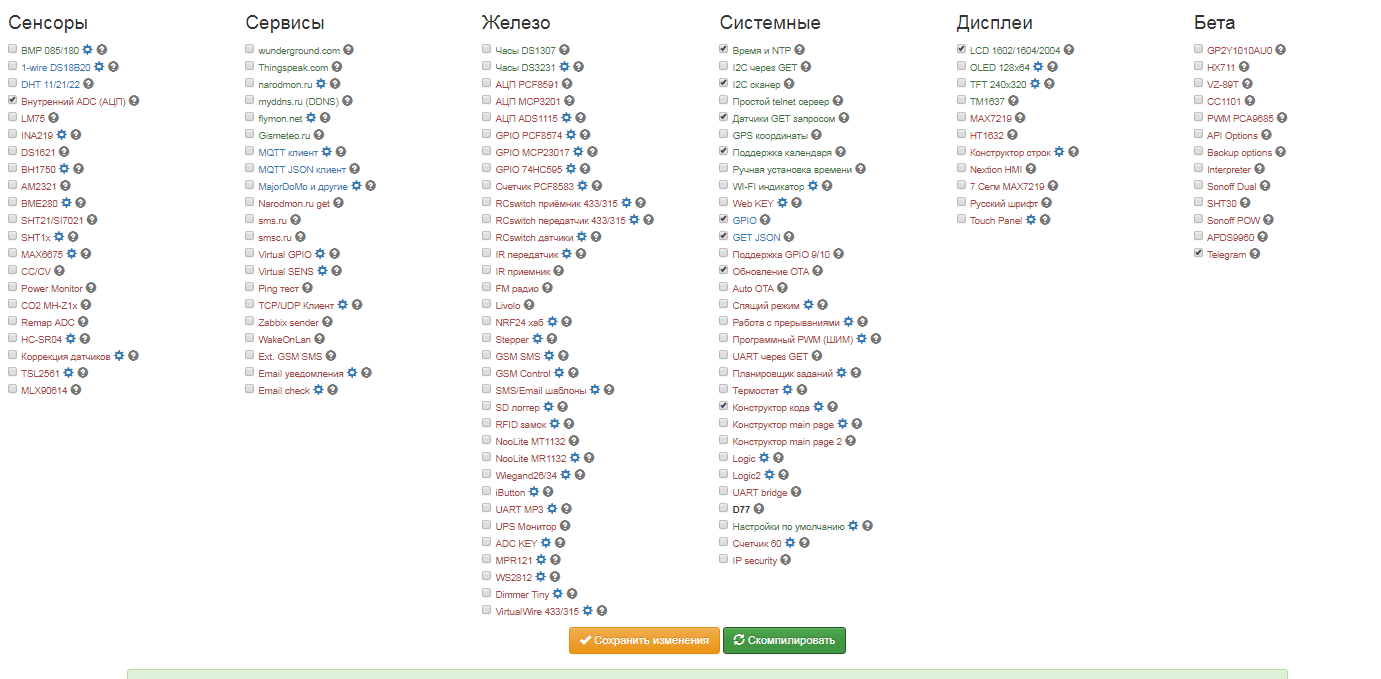 Сенсоры
BMP 085/180
1-wire DS18B20
DHT 11/21/22
Внутренний ADC (АЦП)
LM75
INA219
DS1621
BH1750
AM2321
BME280
SHT21/SI7021
SHT1x
MAX6675
CC/CV
Power Monitor
CO2 MH-Z1x
Remap ADC
HC-SR04
Коррекция датчиков
TSL2561
MLX90614
Сервисы
wunderground.com
Thingspeak.com
narodmon.ru
myddns.ru (DDNS)
flymon.net
Gismeteo.ru
MQTT клиент
MQTT JSON клиент
MajorDoMo и другие
Narodmon.ru get
sms.ru
smsc.ru
Virtual GPIO
Virtual SENS
Ping тест
TCP/UDP Клиент
Zabbix sender
WakeOnLan
Ext. GSM SMS
Email уведомления
Email check
Железо
Часы DS1307
Часы DS3231
АЦП PCF8591
АЦП MCP3201
АЦП ADS1115
GPIO PCF8574
GPIO MCP23017
GPIO 74HC595
Счетчик PCF8583
RCswitch приёмник 433/315
RCswitch передатчик 433/315
RCswitch датчики
IR передатчик
IR приемник
FM радио
Livolo
NRF24 хаб
Stepper
GSM SMS
GSM Control
SMS/Email шаблоны
SD логгер
RFID замок
NooLite MT1132
NooLite MR1132
Wiegand26/34
iButton
UART MP3
UPS Монитор
ADC KEY
MPR121
WS2812
Dimmer Tiny
VirtualWire 433/315
Системные
Время и NTP
I2C через GET
I2C сканер
Простой telnet сервер
Датчики GET запросом
GPS координаты
Поддержка календаря
Ручная установка времени
WI-FI индикатор
Web KEY
GPIO
GET JSON
Поддержка GPIO 9/10
Обновление OTA
Auto OTA
Спящий режим
Работа с прерываниями
Программный PWM (ШИМ)
UART через GET
Планировщик заданий
Термостат
Конструктор кода
Конструктор main page
Конструктор main page 2
Logic
Logic2
UART bridge
D77
Настройки по умолчанию
Счетчик 60
IP security
Дисплеи
LCD 1602/1604/2004
OLED 128x64
TFT 240x320
TM1637
MAX7219
HT1632
Конструктор строк
Nextion HMI
7 Сегм MAX7219
Русский шрифт
Touch Panel
Бета
GP2Y1010AU0
HX711
VZ-89T
CC1101
PWM PCA9685
API Options
Backup options
Interpreter
Sonoff Dual
SHT30
Sonoff POW
APDS9960
Telegram
Сохранить изменения
Скомпилировать